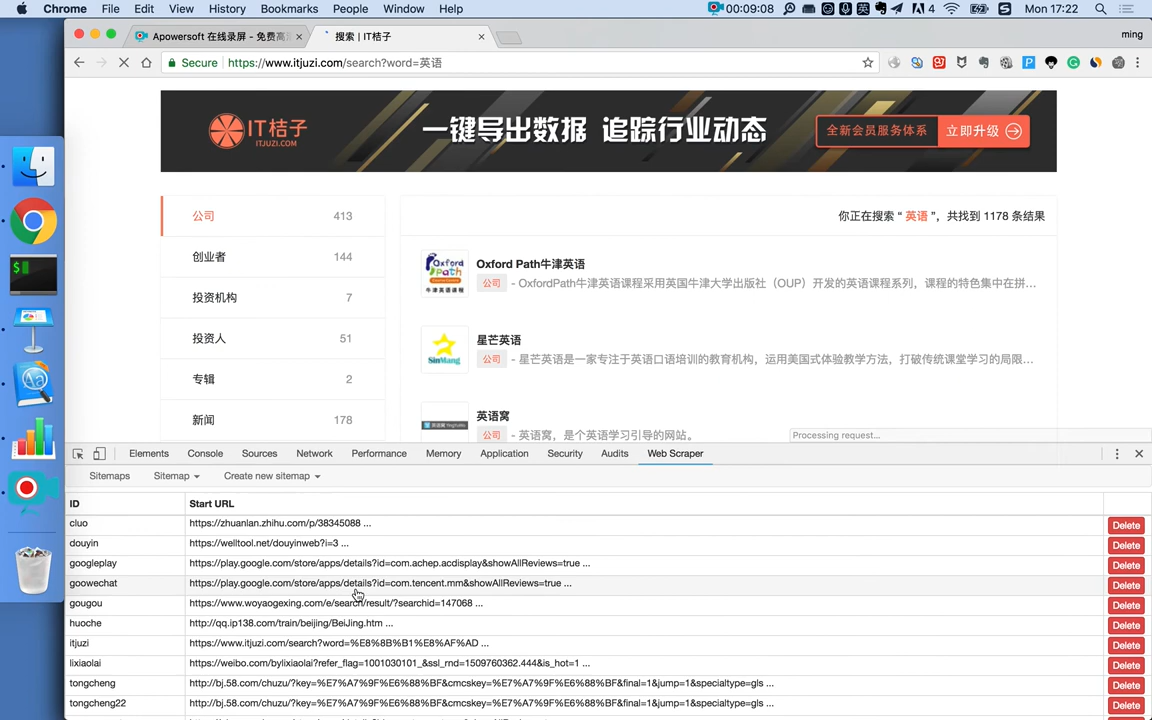 Chrome File Edit View History Bookmarks People Window Help 00:09:08 英 4 Mon 17:22
Apowersoft 在线录屏 - 免费高
搜索 | IT桔子
ming
Secure https://www.itjuzi.com/search?word=英语
IT桔子
ITJUZI.COM
一键导出数据 追踪行业动态
全新会员服务体系
立即升级
公司 413
创业者 144
投资机构 7
投资人 51
专辑 2
新闻 178
你正在搜索 “ 英语 ”，共找到 1178 条结果
Oxford Path
牛津英语课程
Oxford Path牛津英语
公司 - OxfordPath牛津英语课程采用英国牛津大学出版社（OUP）开发的英语课程系列，课程的特色集中在拼…
SinMang
星芒英语
公司 - 星芒英语是一家专注于英语口语培训的教育机构，运用美国式体验教学方法，打破传统课堂学习的局限…
英语窝
公司 - 英语窝，是个英语学习引导的网站。
Processing request...
Elements Console Sources Network Performance Memory Application Security Audits Web Scraper
Sitemaps Sitemap Create new sitemap
ID Start URL
cluo https://zhuanlan.zhihu.com/p/38345088 ... Delete
douyin https://welltool.net/douyinweb?i=3 ... Delete
googleplay https://play.google.com/store/apps/details?id=com.achep.acdisplay&showAllReviews=true ... Delete
goowechat https://play.google.com/store/apps/details?id=com.tencent.mm&showAllReviews=true ... Delete
gougou https://www.woyaogexing.com/e/search/result/?searchid=147068 ... Delete
huoche http://qq.ip138.com/train/beijing/BeiJing.htm ... Delete
itjuzi https://www.itjuzi.com/search?word=%E8%8B%B1%E8%AF%AD ... Delete
lixiaolai https://weibo.com/bylixiaolai?refer_flag=1001030101_&ssl_rnd=1509760362.444&is_hot=1 ... Delete
tongcheng http://bj.58.com/chuzu/?key=%E7%A7%9F%E6%88%BF&cmcskey=%E7%A7%9F%E6%88%BF&final=1&jump=1&specialtype=gls ... Delete
tongcheng22 http://bj.58.com/chuzu/?key=%E7%A7%9F%E6%88%BF&cmcskey=%E7%A7%9F%E6%88%BF&final=1&jump=1&specialtype=gls ... Delete